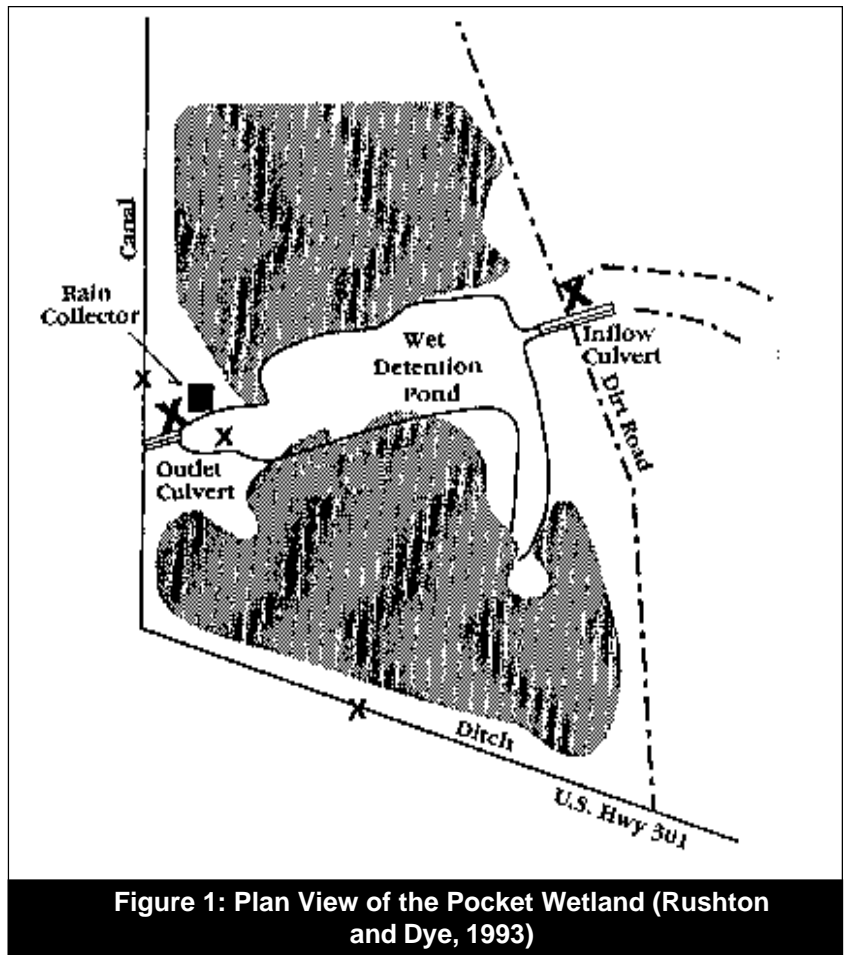 Canal
Rain
Collector
Wet
Detention
Pond
Inflow
Culvert
Dirt Road
X
X
X
X
X
Outlet
Culvert
Ditch
U.S. Hwy 301
Figure 1: Plan View of the Pocket Wetland (Rushton
and Dye, 1993)